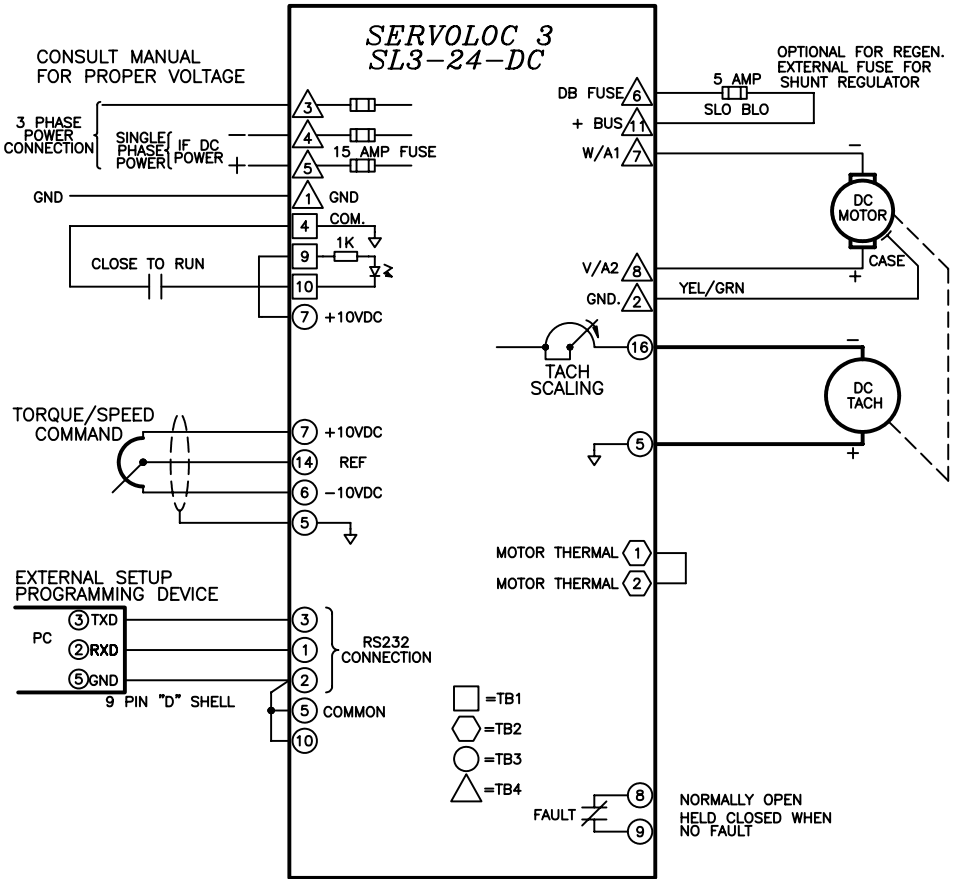 SERVOLOC 3
SL3-24-DC
CONSULT MANUAL
FOR PROPER VOLTAGE
3 PHASE
POWER
CONNECTION
SINGLE
PHASE
POWER
IF DC
POWER
−
+
3
4
5
15 AMP FUSE
GND
1
GND
4
COM.
9
1K
10
CLOSE TO RUN
7
+10VDC
TORQUE/SPEED
COMMAND
7
+10VDC
14
REF
6
-10VDC
5
EXTERNAL SETUP
PROGRAMMING DEVICE
PC
3 TXD
2 RXD
5 GND
9 PIN "D" SHELL
3
1
2
RS232
CONNECTION
5
COMMON
10
=TB1
=TB2
=TB3
=TB4
OPTIONAL FOR REGEN.
EXTERNAL FUSE FOR
SHUNT REGULATOR
DB FUSE
6
5 AMP
SLO BLO
+ BUS
11
W/A1
7
−
DC
MOTOR
CASE
+
V/A2
8
GND.
2
YEL/GRN
TACH
SCALING
16
−
DC
TACH
+
5
MOTOR THERMAL
1
MOTOR THERMAL
2
FAULT
8
9
NORMALLY OPEN
HELD CLOSED WHEN
NO FAULT